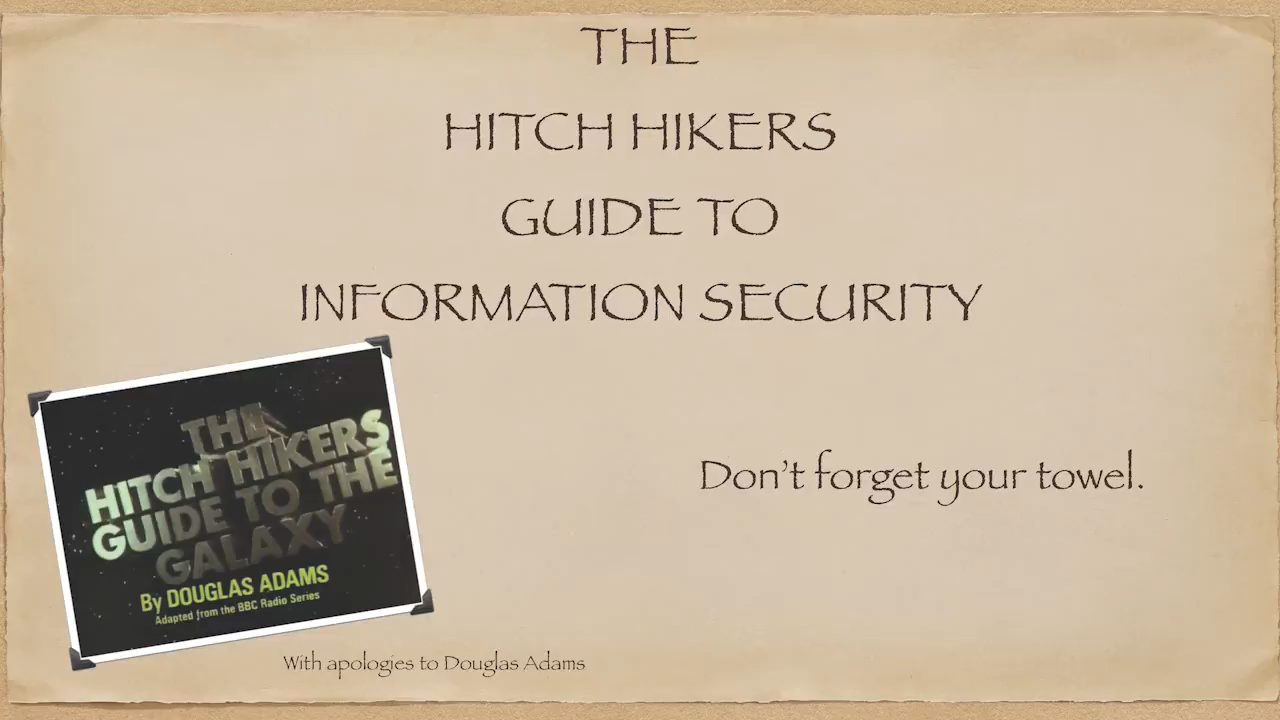 THE
HITCH HIKERS
GUIDE TO
INFORMATION SECURITY
THE
HITCH HIKERS
GUIDE TO THE
GALAXY
By DOUGLAS ADAMS
Adapted from the BBC Radio Series
Don't forget your towel.
With apologies to Douglas Adams